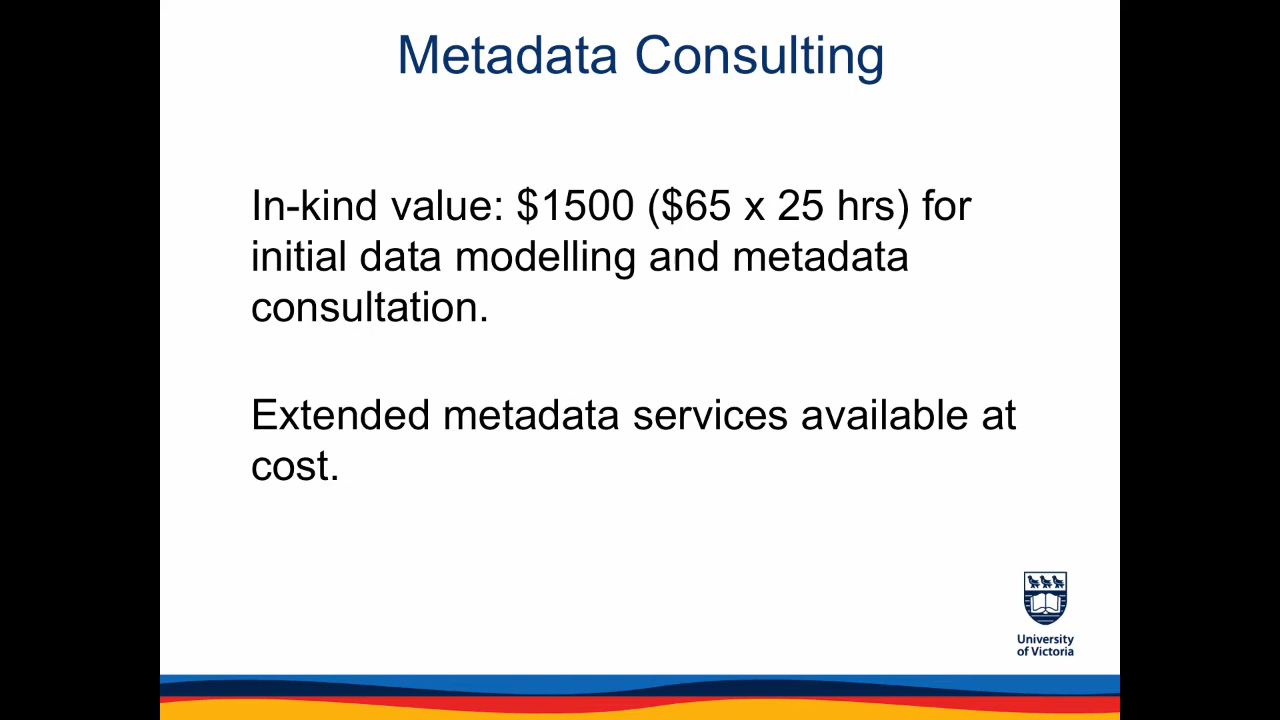 Metadata Consulting
In-kind value: $1500 ($65 x 25 hrs) for
initial data modelling and metadata
consultation.
Extended metadata services available at
cost.
University
of Victoria